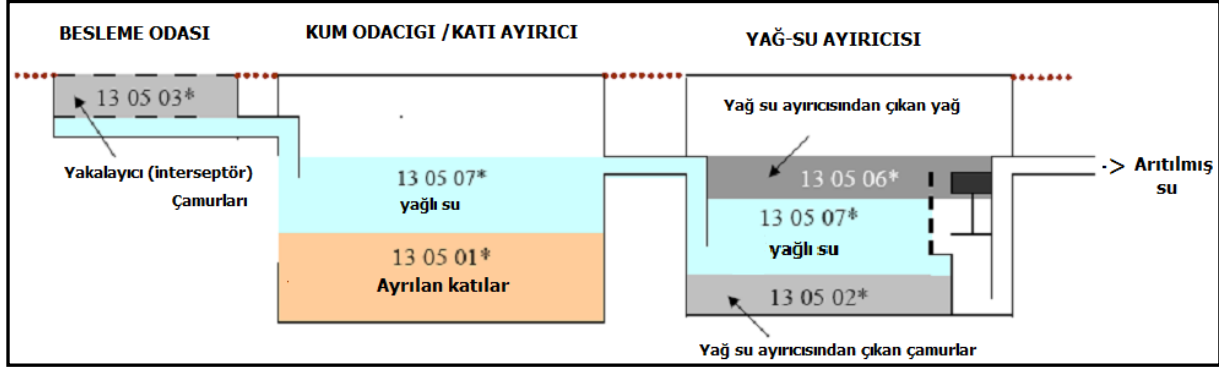 BESLEME ODASI
KUM ODACIGI /KATI AYIRICI
YAĞ-SU AYIRICISI
13 05 03*
Yakalayıcı (interseptör)
Çamurları
13 05 07*
yağlı su
13 05 01*
Ayrılan katılar
Yağ su ayırıcısından çıkan yağ
13 05 06*
13 05 07*
yağlı su
13 05 02*
Yağ su ayırıcısından çıkan çamurlar
-> Arıtılmış
su